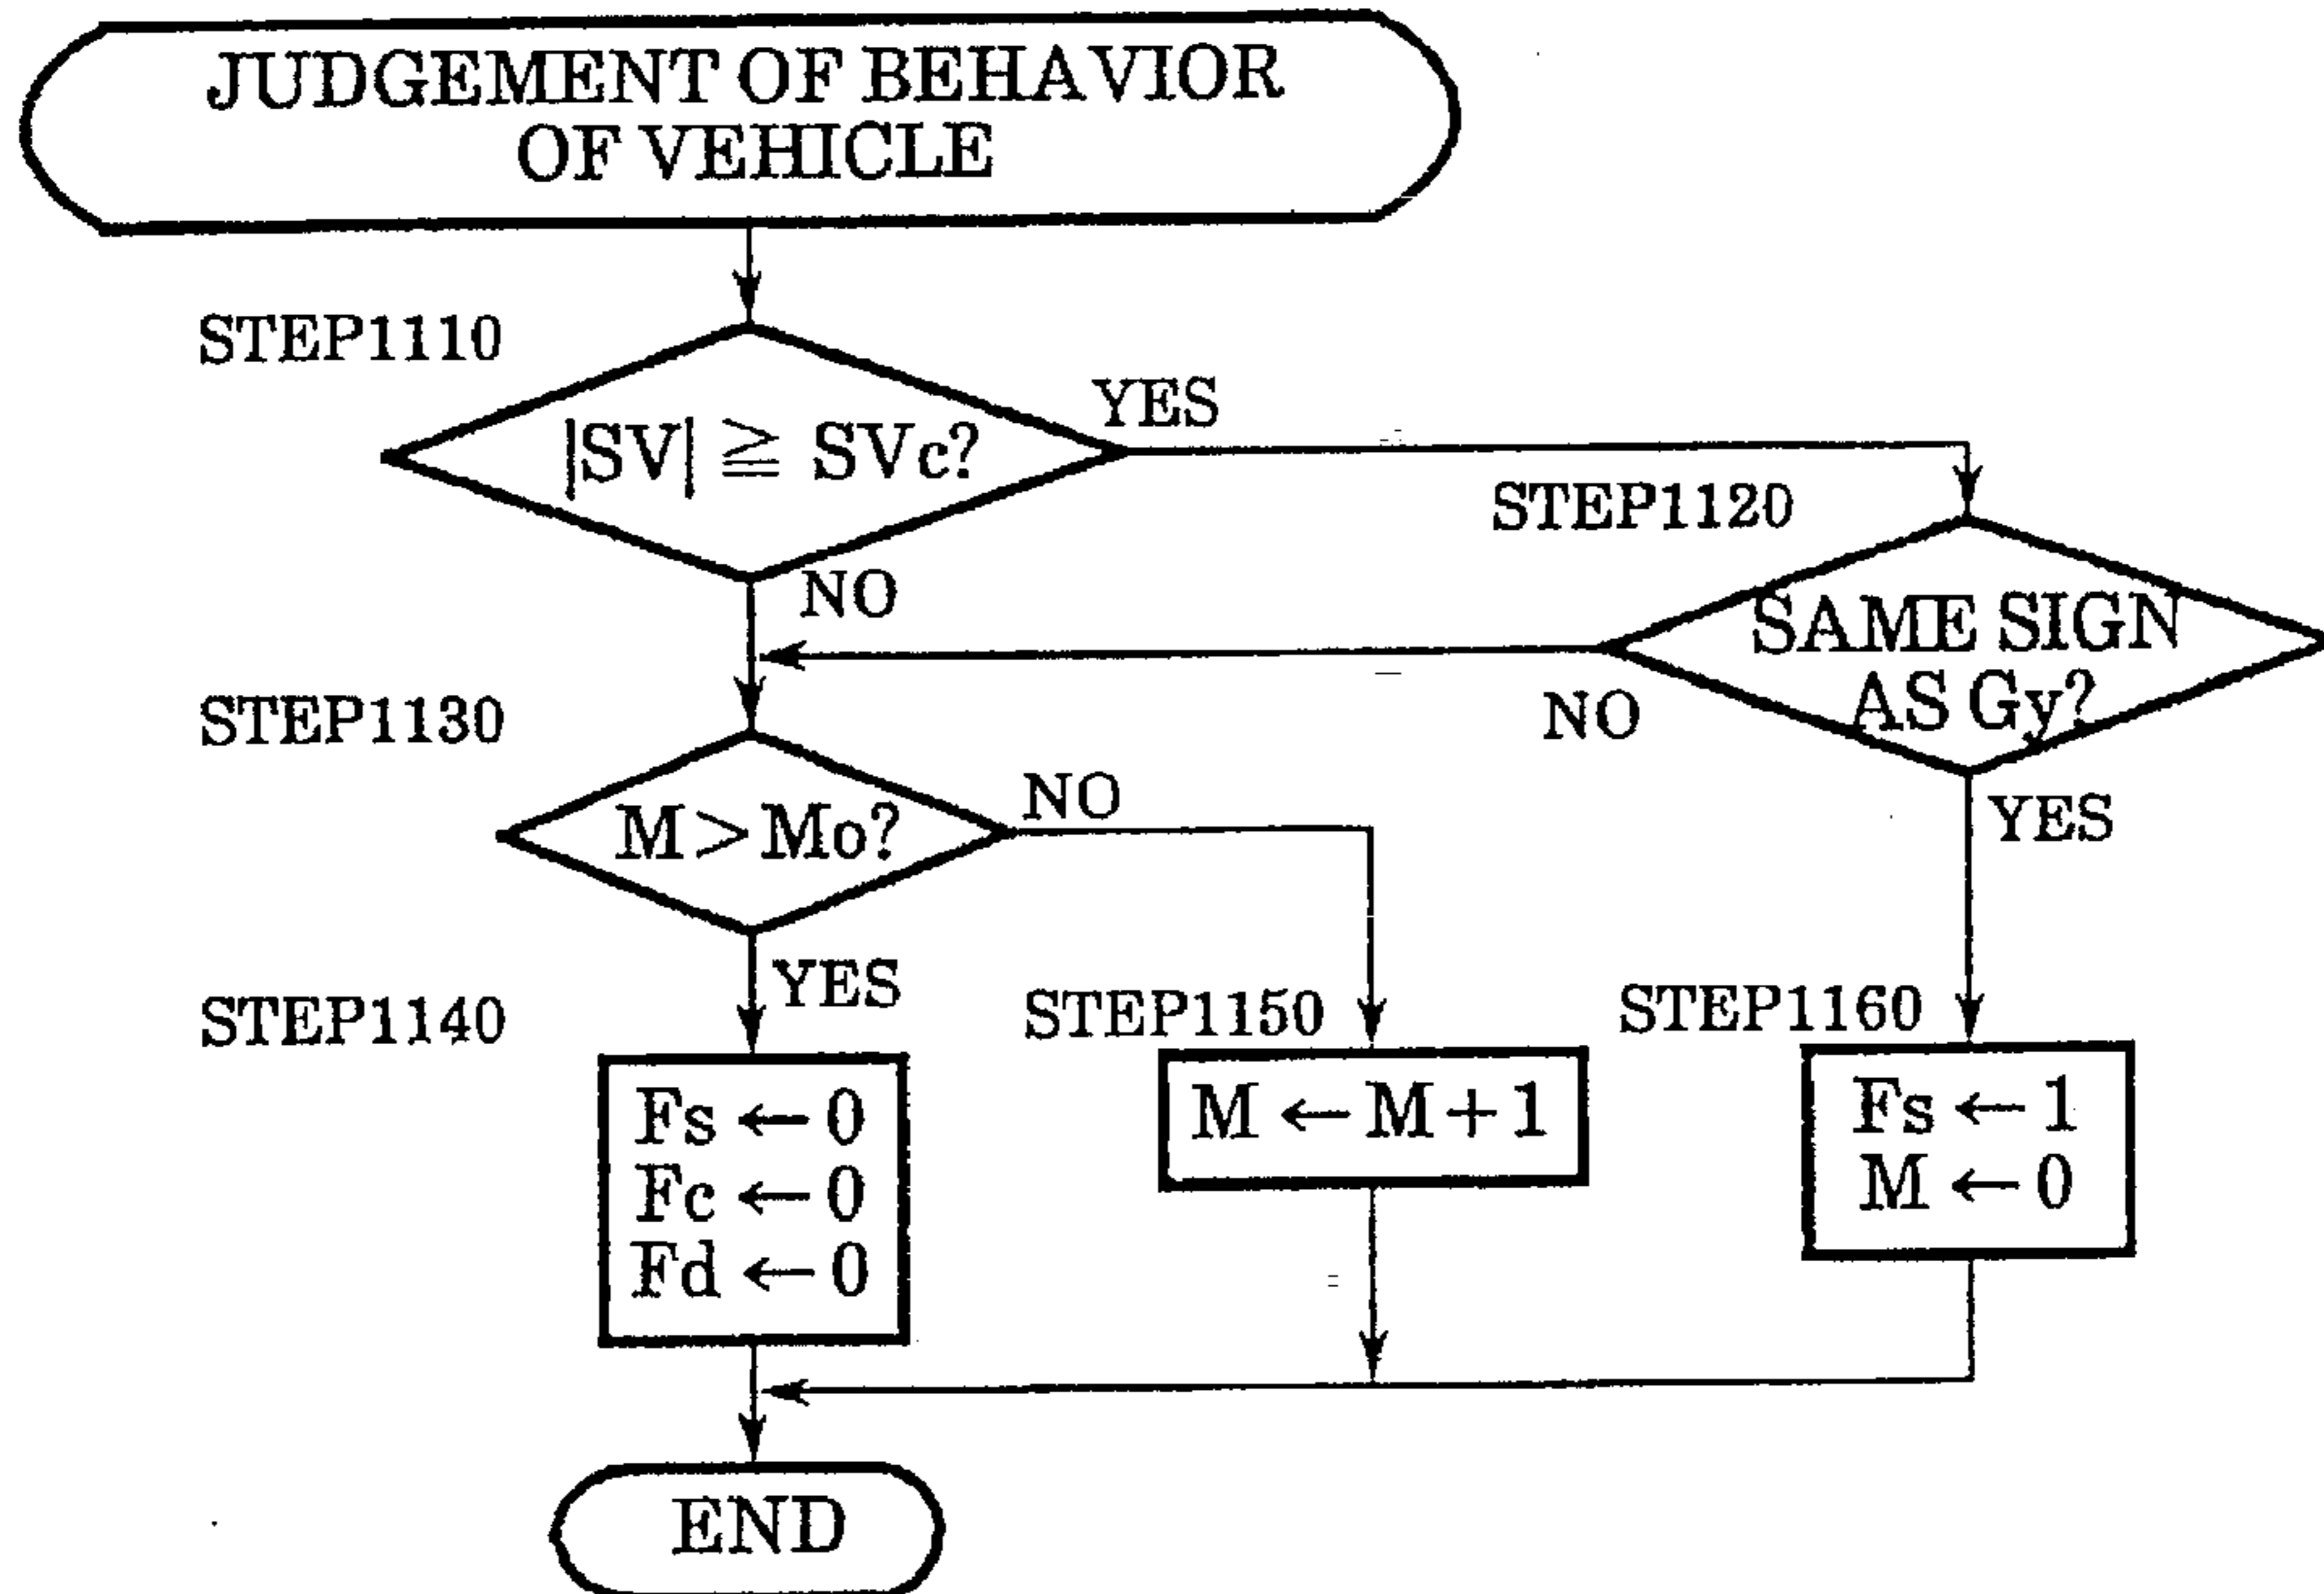 JUDGEMENT OF BEHAVIOR
OF VEHICLE
STEP1110
|SV| ≧ SVc?
YES
NO
STEP1120
SAME SIGN
AS Gy?
NO
YES
STEP1130
M>Mo?
NO
YES
STEP1140
Fs ← 0
Fc ← 0
Fd ← 0
STEP1150
M ← M+1
STEP1160
Fs ← 1
M ← 0
END